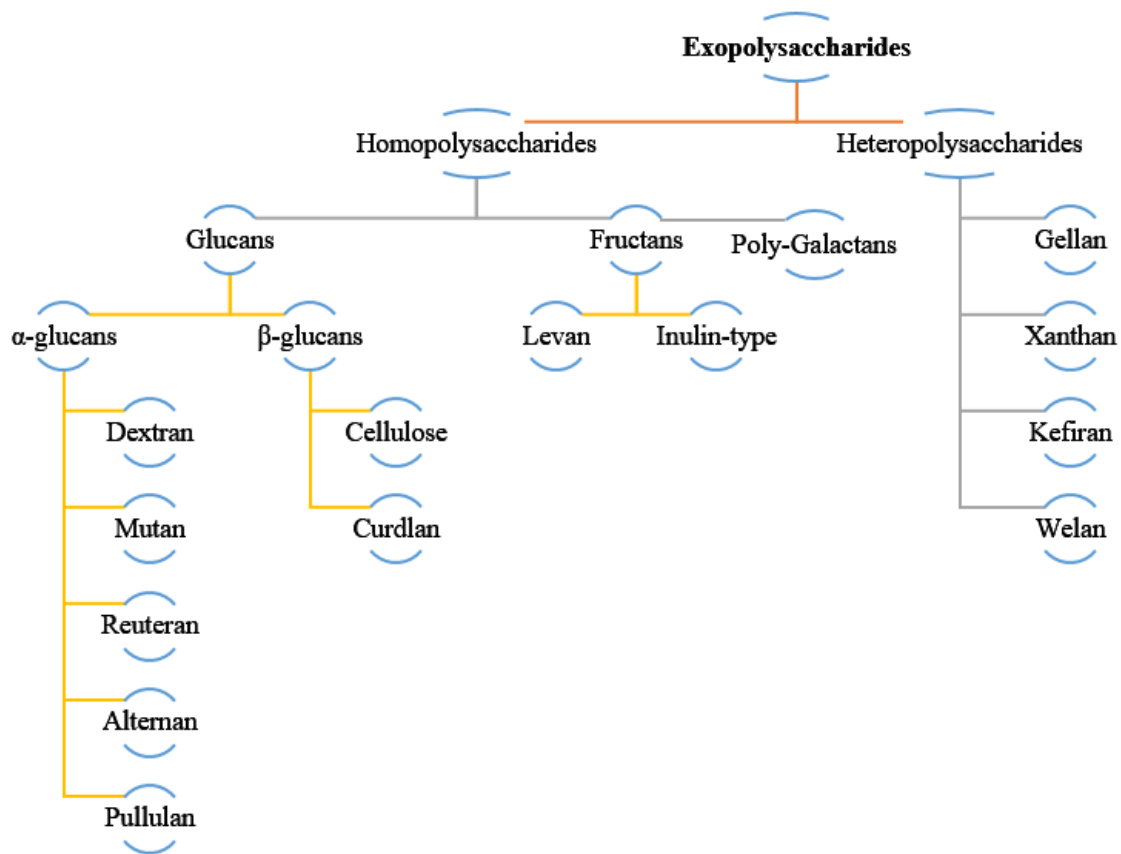 Exopolysaccharides
Homopolysaccharides
Heteropolysaccharides
Glucans
Fructans
Poly-Galactans
Gellan
α-glucans
β-glucans
Levan
Inulin-type
Xanthan
Dextran
Cellulose
Kefiran
Mutan
Curdlan
Welan
Reuteran
Alternan
Pullulan